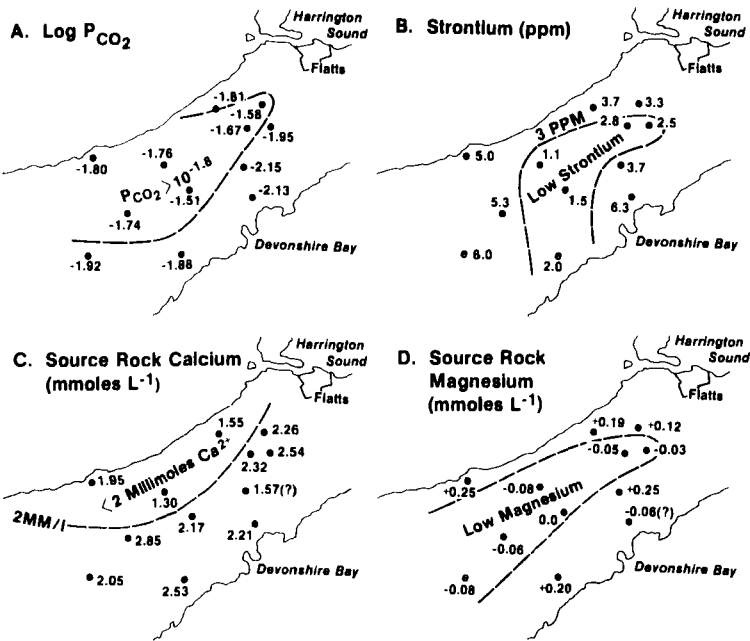 A. Log PCO2
Harrington
Sound
Flatts
-1.81
-1.58
-1.67
-1.95
-1.80
-1.76
-2.15
PCO2 > 10-1.8
-1.51
-2.13
-1.74
-1.92
-1.88
Devonshire Bay
B. Strontium (ppm)
Harrington
Sound
Flatts
3.7
3.3
3 PPM
2.8
2.5
5.0
1.1
3.7
Low Strontium
1.5
6.3
5.3
6.0
2.0
Devonshire Bay
C. Source Rock Calcium
(mmoles L-1)
Harrington
Sound
Flatts
1.55
2.26
2.54
2.32
1.95
< 2 Millimoles Ca2+
1.30
1.57(?)
2MM/l
2.17
2.21
2.85
2.05
2.53
Devonshire Bay
D. Source Rock
Magnesium
(mmoles L-1)
Harrington
Sound
Flatts
+0.19
+0.12
-0.05
-0.03
+0.25
-0.08
+0.25
Low Magnesium
0.0
-0.06(?)
-0.06
-0.08
+0.20
Devonshire Bay